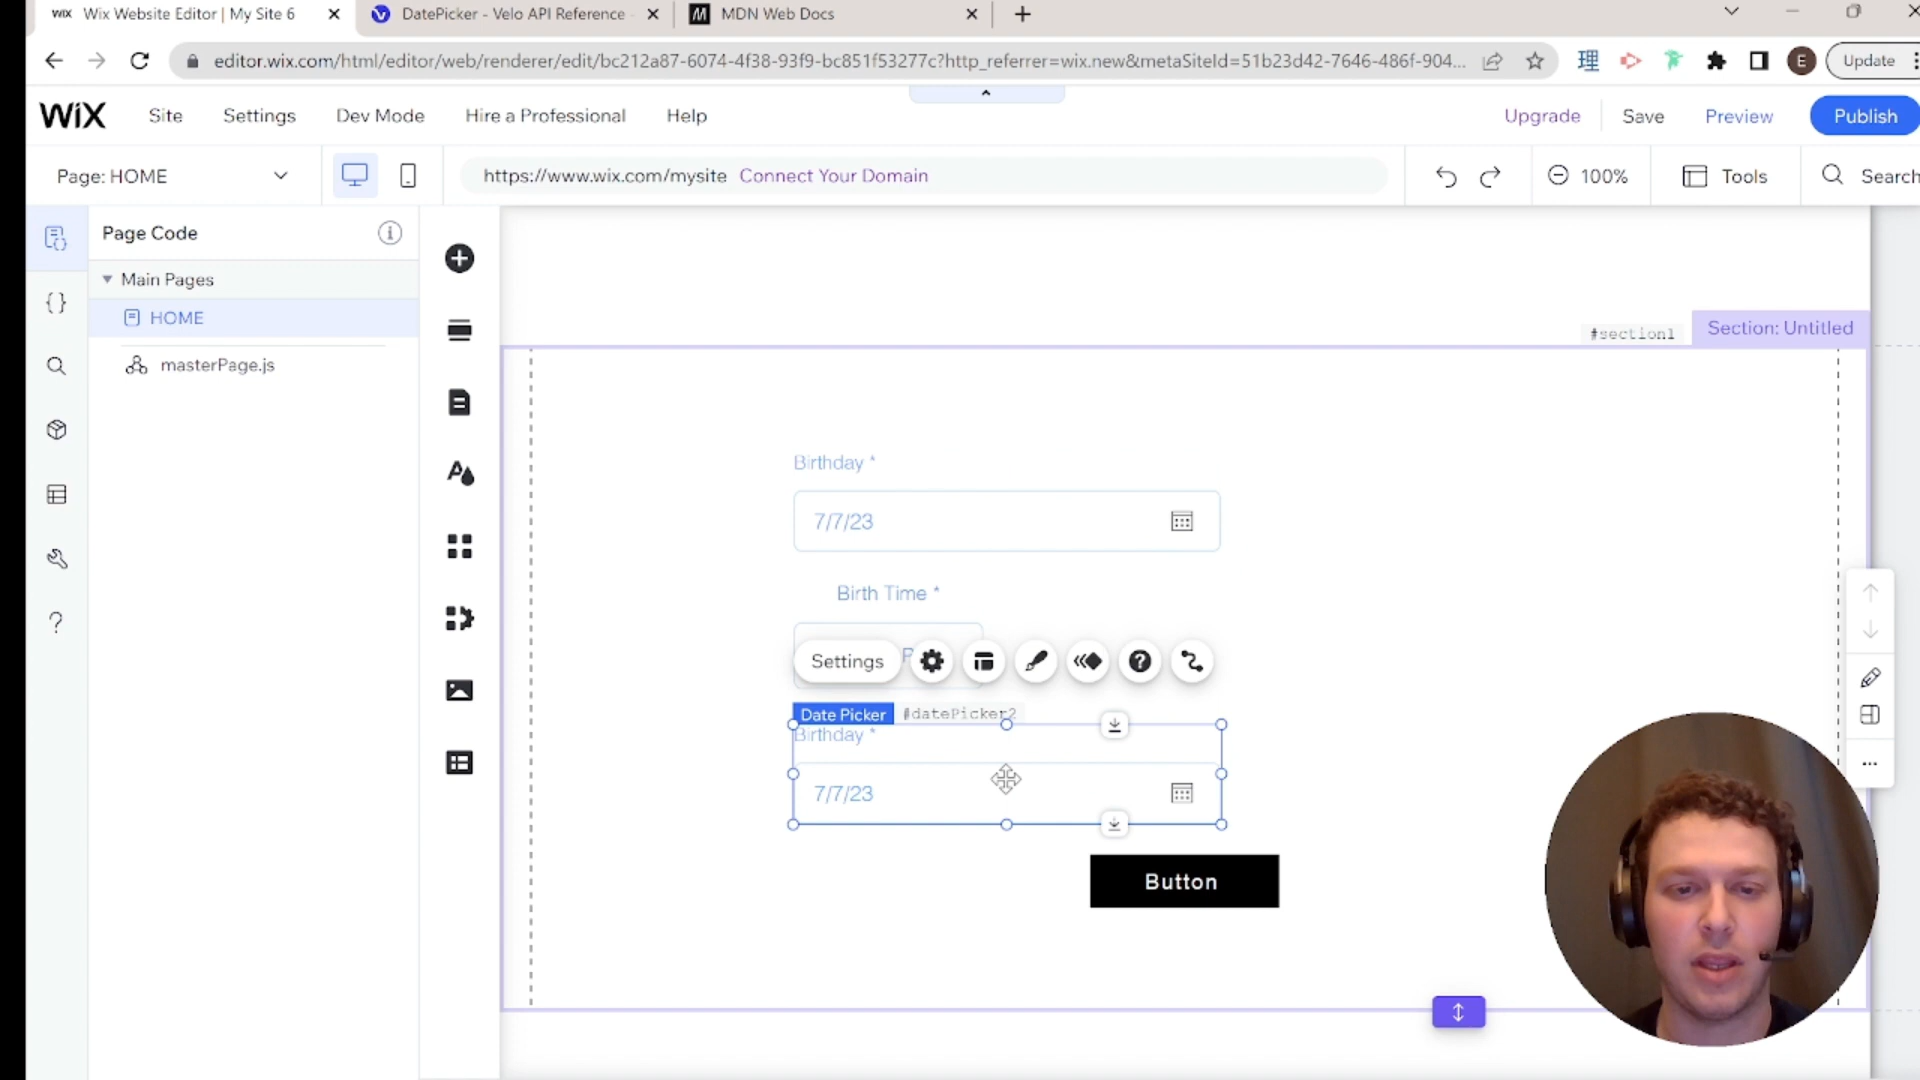 WiX Wix Website Editor | My Site 6
DatePicker - Velo API Reference
MDN Web Docs
editor.wix.com/html/editor/web/renderer/edit/bc212a87-6074-4f38-93f9-bc851f53277c?http_referrer=wix.new&metaSiteId=51b23d42-7646-486f-904...
E
Update
WiX
Site
Settings
Dev Mode
Hire a Professional
Help
Upgrade
Save
Preview
Publish
Page: HOME
https://www.wix.com/mysite Connect Your Domain
100%
Tools
Search
Page Code
Main Pages
HOME
masterPage.js
#section1
Section: Untitled
Birthday *
7/7/23
Birth Time *
Settings
Date Picker
#datePicker2
Birthday *
7/7/23
Button